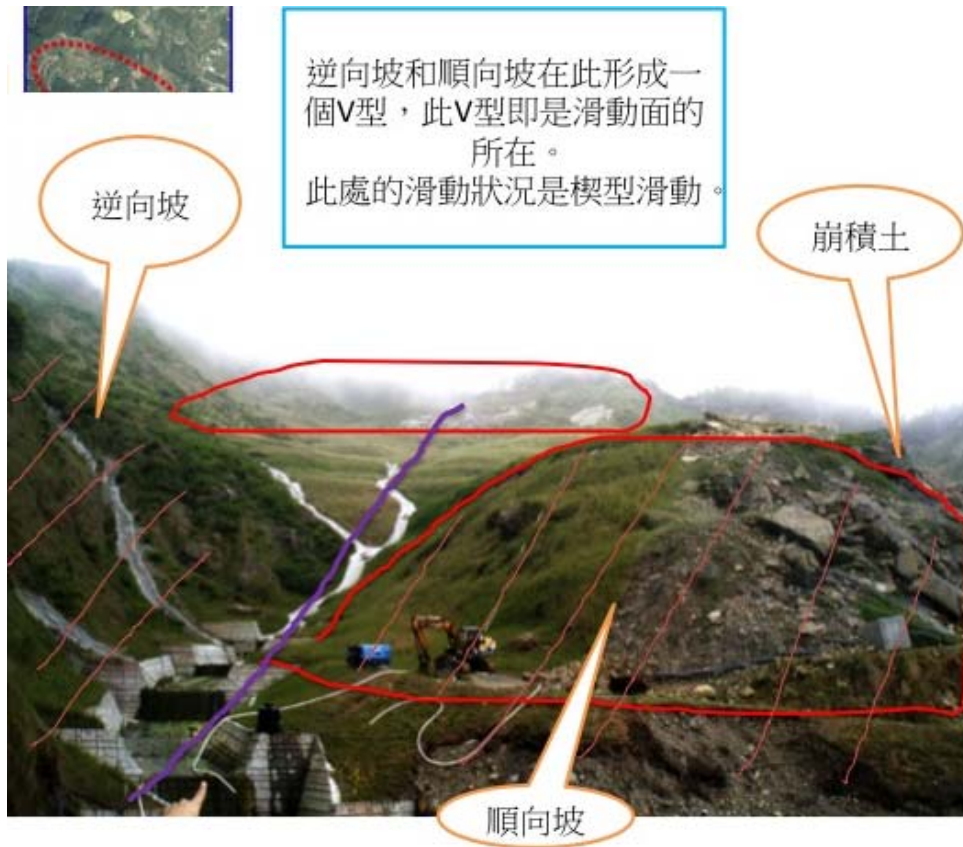 逆向坡和順向坡在此形成一
個V型，此V型即是滑動面的
所在。
此處的滑動狀況是楔型滑動。
逆向坡
崩積土
順向坡